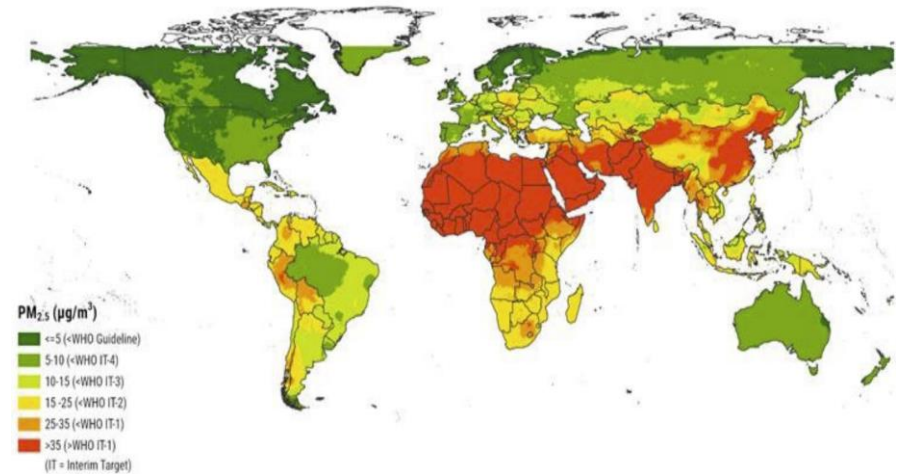 PM2.5 (μg/m³)
<=5 (<WHO Guideline)
5-10 (<WHO IT-4)
10-15 (<WHO IT-3)
15 -25 (<WHO IT-2)
25-35 (<WHO IT-1)
>35 (>WHO IT-1)
(IT = Interim Target)